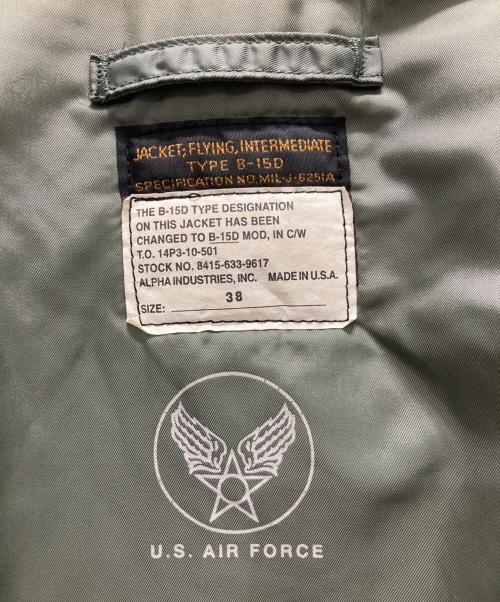 JACKET, FLYING, INTERMEDIATE
TYPE B-15D
SPECIFICATION NO. MIL-J-6251A
THE B-15D TYPE DESIGNATION
ON THIS JACKET HAS BEEN
CHANGED TO B-15D MOD, IN C/W
T.O. 14P3-10-501
STOCK NO. 8415-633-9617
ALPHA INDUSTRIES, INC. MADE IN U.S.A.
38
SIZE:
U.S. AIR FORCE